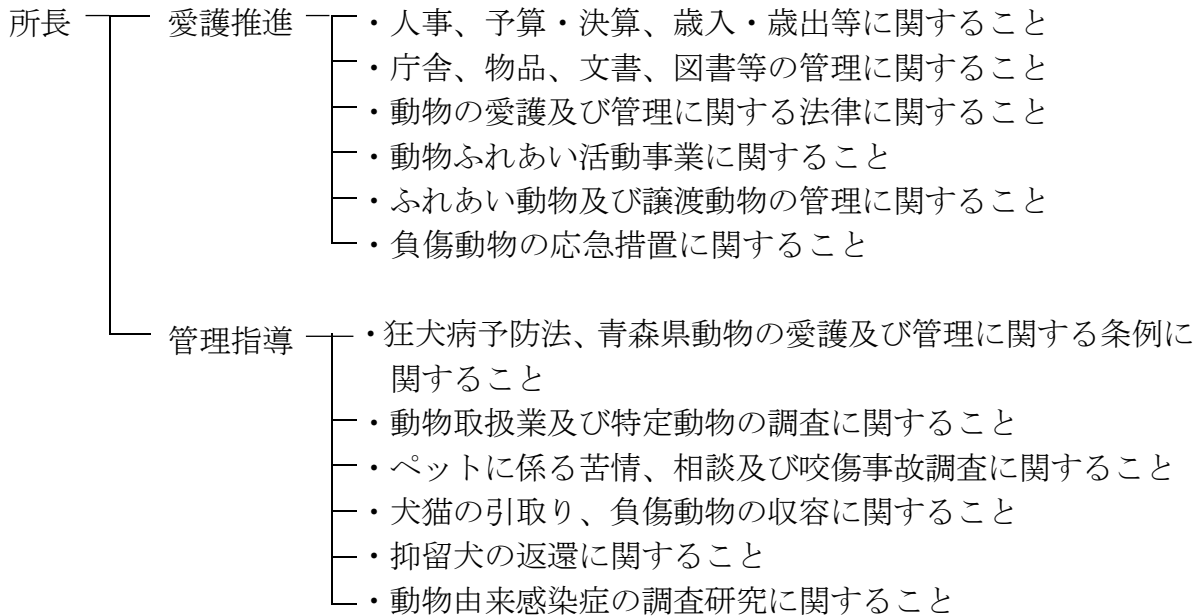 所長 愛護推進 ・人事、予算・決算、歳入・歳出等に関すること
・庁舎、物品、文書、図書等の管理に関すること
・動物の愛護及び管理に関する法律に関すること
・動物ふれあい活動事業に関すること
・ふれあい動物及び譲渡動物の管理に関すること
・負傷動物の応急措置に関すること
管理指導 ・狂犬病予防法、青森県動物の愛護及び管理に関する条例に
関すること
・動物取扱業及び特定動物の調査に関すること
・ペットに係る苦情、相談及び咬傷事故調査に関すること
・犬猫の引取り、負傷動物の収容に関すること
・抑留犬の返還に関すること
・動物由来感染症の調査研究に関すること